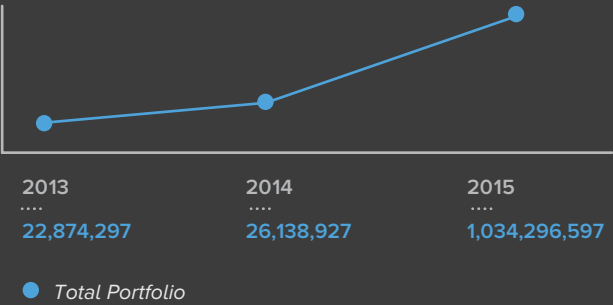 2013 2014 2015
.... .... ....
22,874,297 26,138,927 1,034,296,597
Total Portfolio